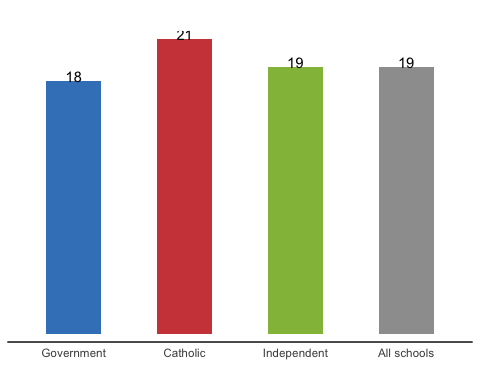 18
21
19
19
Government
Catholic
Independent
All schools